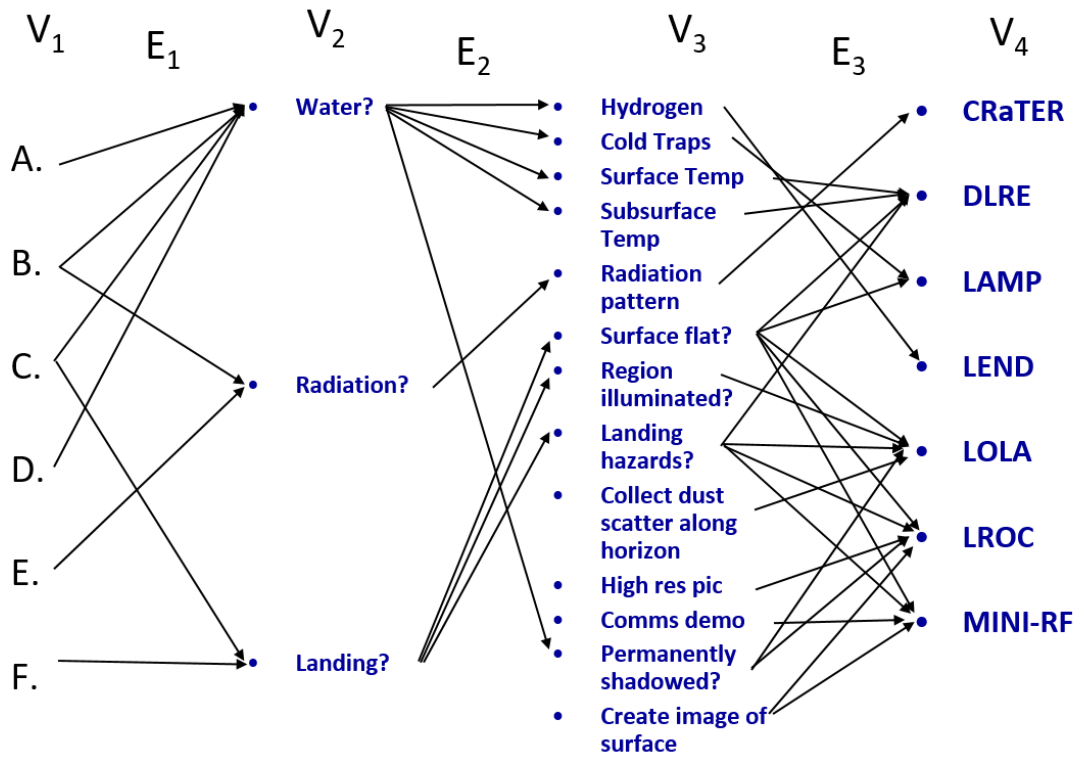 V1
E1
V2
E2
V3
E3
V4
A.
B.
C.
D.
E.
F.
Water?
Radiation?
Landing?
Hydrogen
Cold Traps
Surface Temp
Subsurface
Temp
Radiation
pattern
Surface flat?
Region
illuminated?
Landing
hazards?
Collect dust
scatter along
horizon
High res pic
Comms demo
Permanently
shadowed?
Create image of
surface
CRaTER
DLRE
LAMP
LEND
LOLA
LROC
MINI-RF